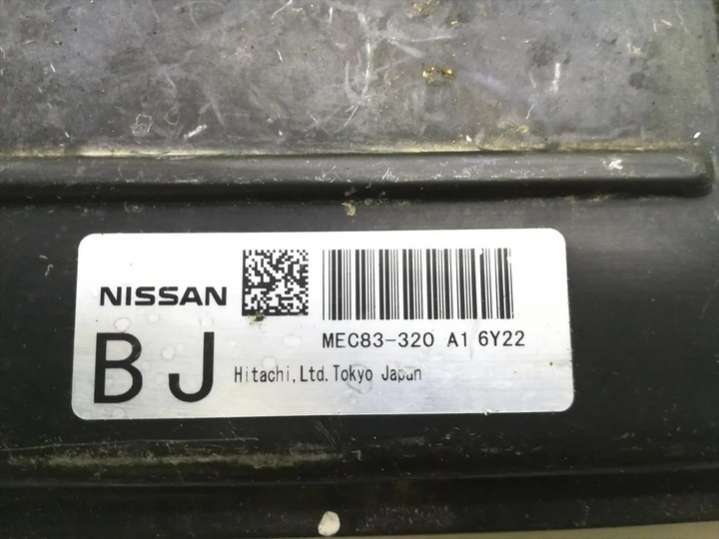 NISSAN
MEC83-320 A1 6Y22
BJ
Hitachi,Ltd.Tokyo Japan